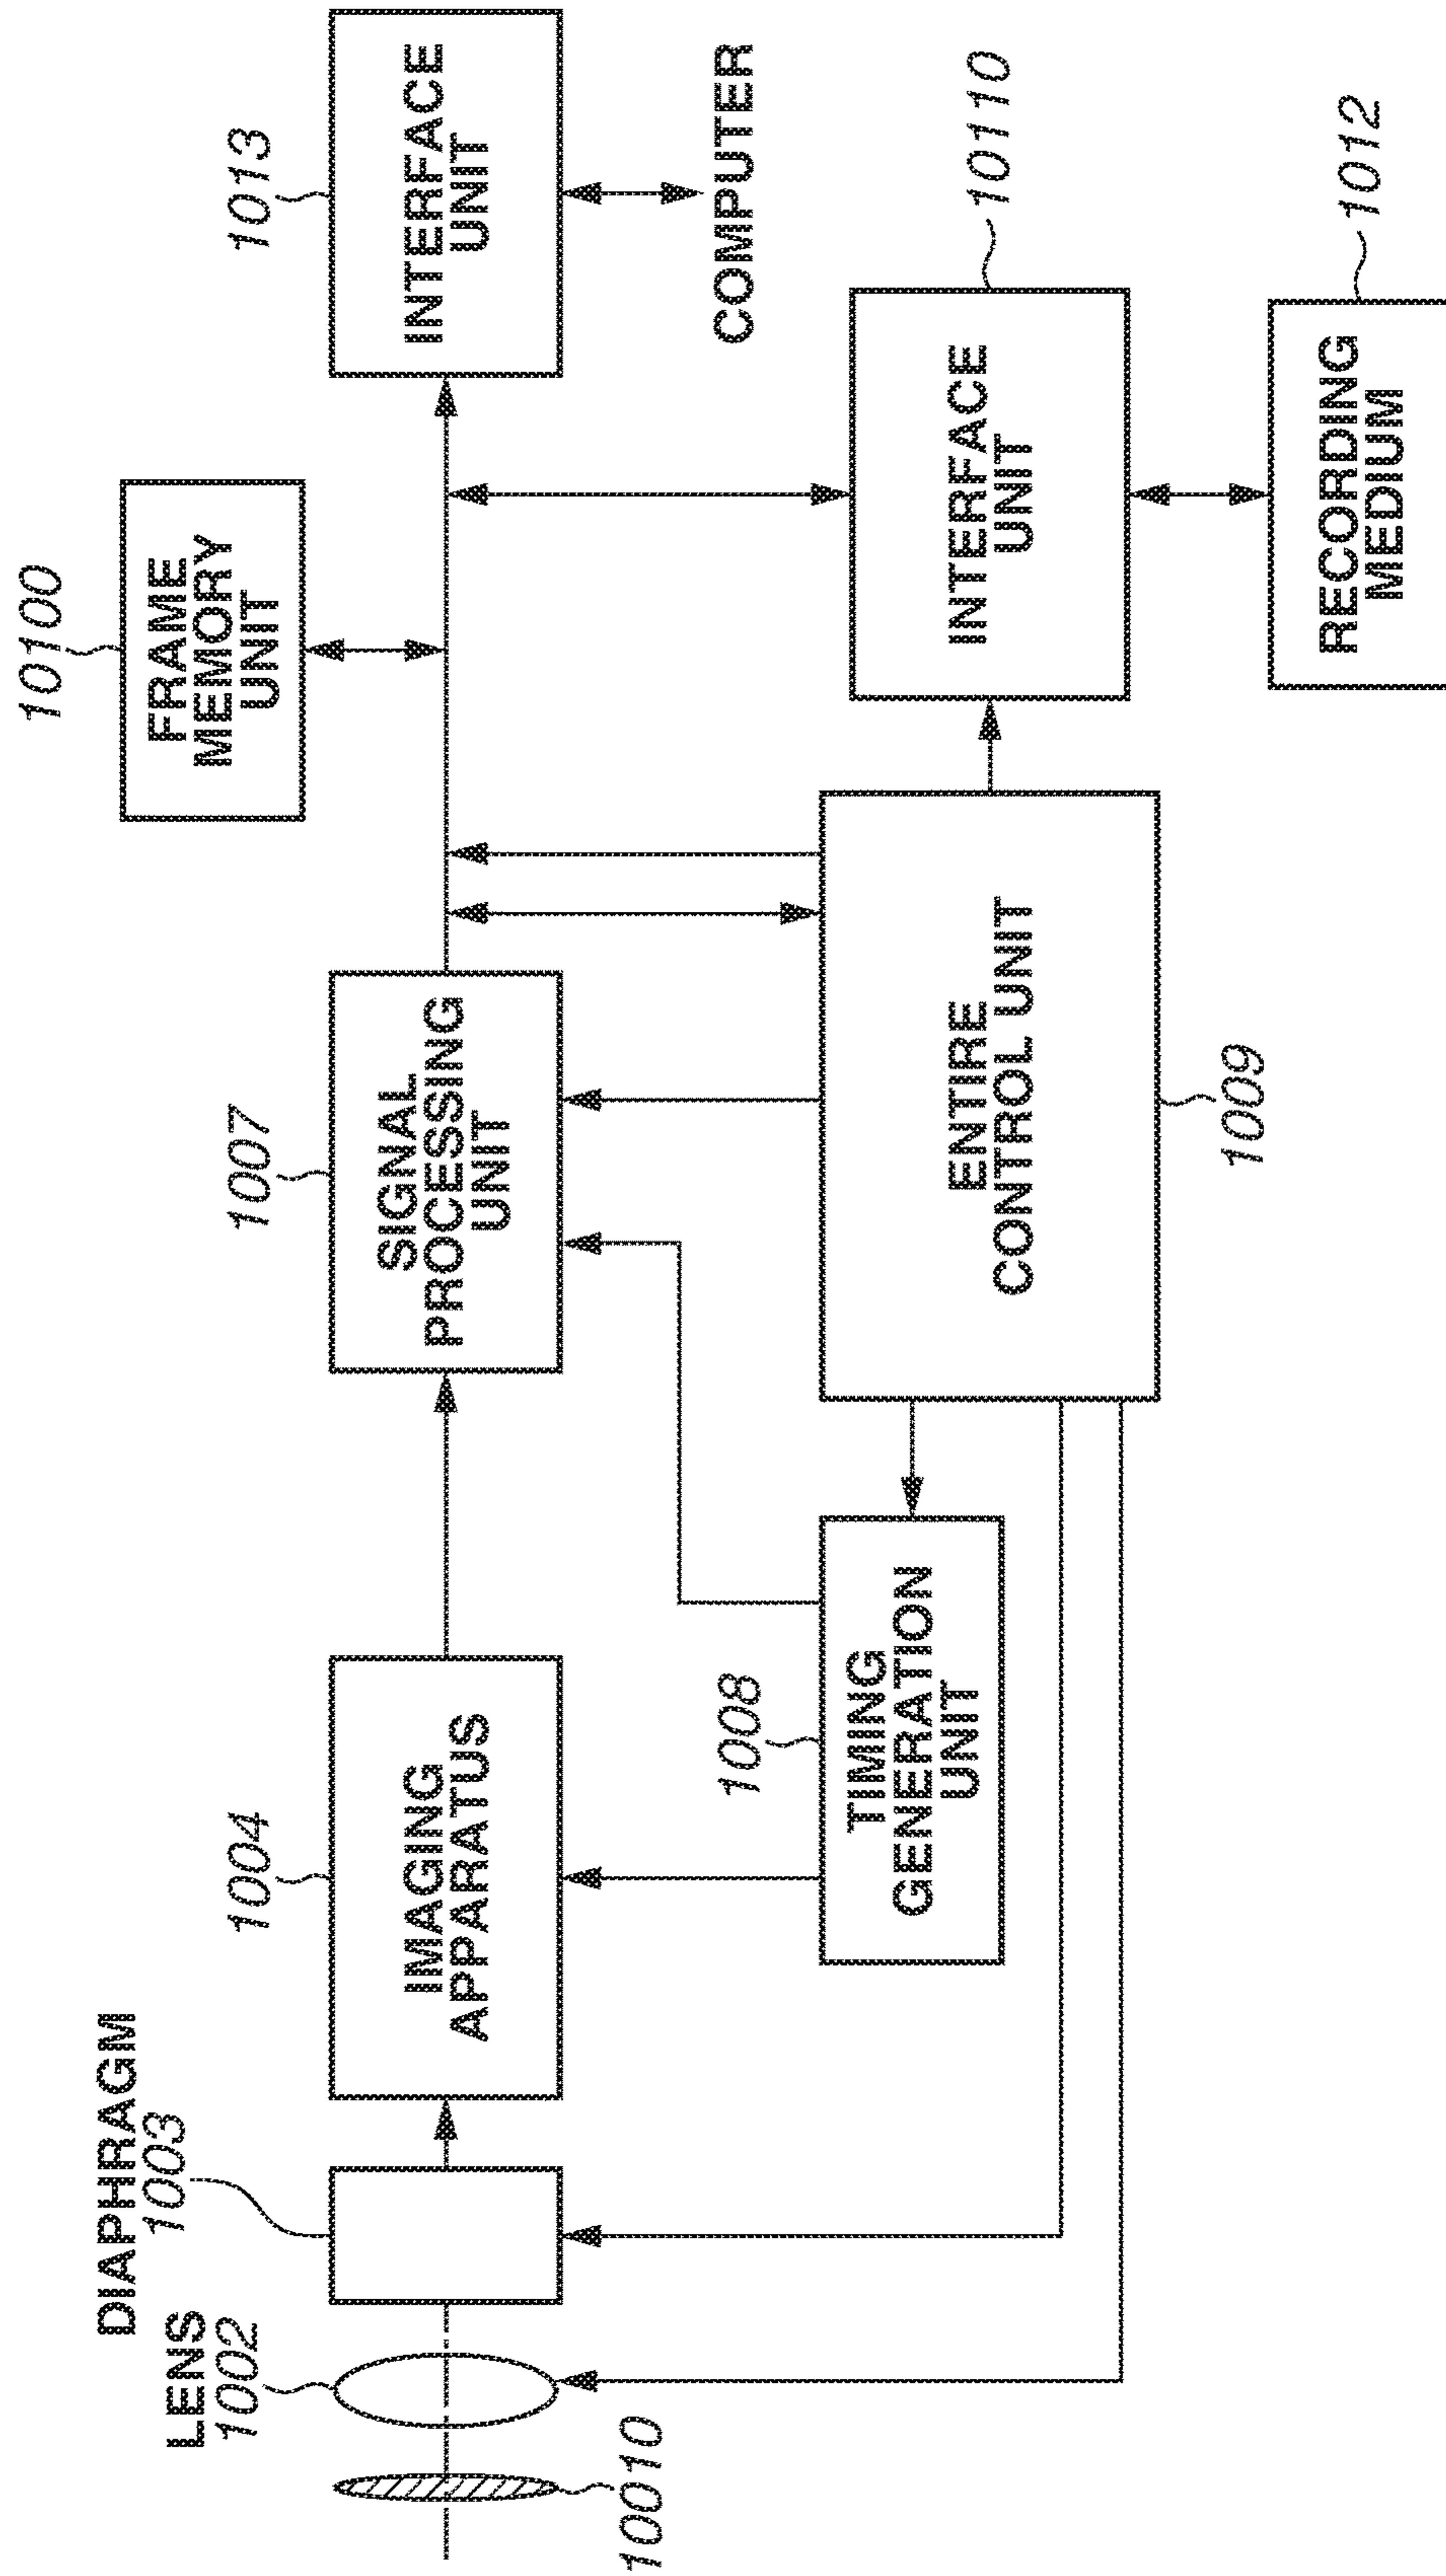 DIAPHRAGM
1003
LENS
1002
10010
1004
IMAGING
APPARATUS
1007
SIGNAL
PROCESSING
UNIT
10100
FRAME
MEMORY
UNIT
1013
INTERFACE
UNIT
COMPUTER
1008
TIMING
GENERATION
UNIT
ENTIRE
CONTROL UNIT
1009
INTERFACE
UNIT
10110
RECORDING
MEDIUM
1012